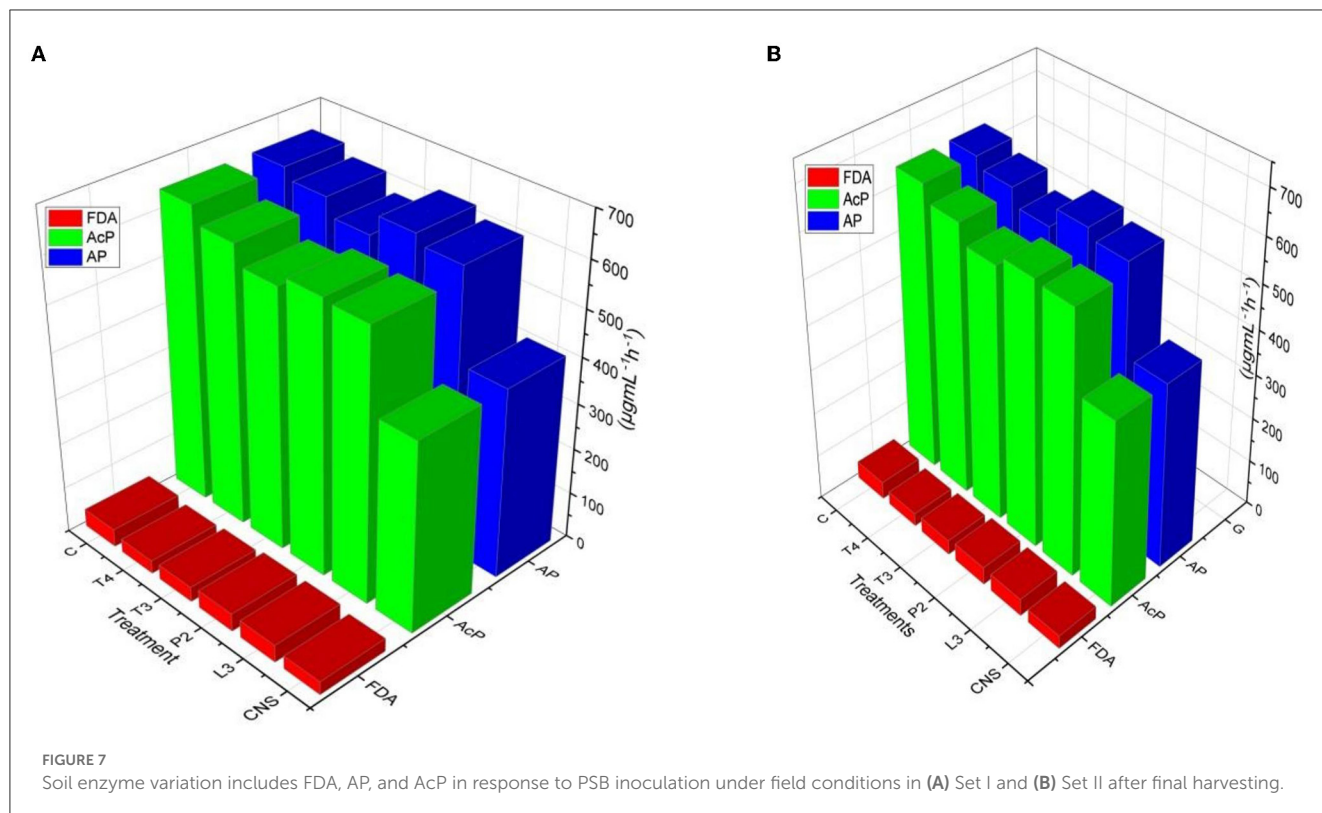 A
FDA
AcP
AP
700
600
500
400
300
200
100
0
(µgmL⁻¹h⁻¹)
C
T4
T3
P2
L3
CNS
Treatment
FDA
AcP
AP
B
FDA
AcP
AP
700
600
500
400
300
200
100
0
(µgmL⁻¹h⁻¹)
C
T4
T3
P2
L3
CNS
Treatments
FDA
AcP
AP
G
FIGURE 7
Soil enzyme variation includes FDA, AP, and AcP in response to PSB inoculation under field conditions in (A) Set I and (B) Set II after final harvesting.